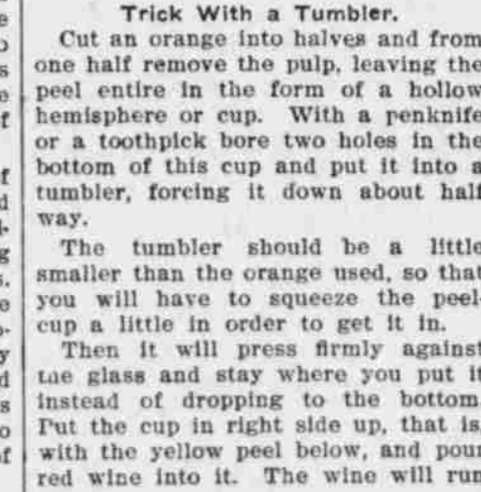 Trick With a Tumbler.
Cut an orange into halves and from
one half remove the pulp, leaving the
peel entire in the form of a hollow
hemisphere or cup. With a penknife
or a toothpick bore two holes in the
bottom of this cup and put it into a
tumbler, forcing it down about half
way.
The tumbler should be a little
smaller than the orange used, so that
you will have to squeeze the peel-
cup a little in order to get it in.
Then it will press firmly against
the glass and stay where you put it
instead of dropping to the bottom.
Put the cup in right side up, that is,
with the yellow peel below, and pour
red wine into it. The wine will run